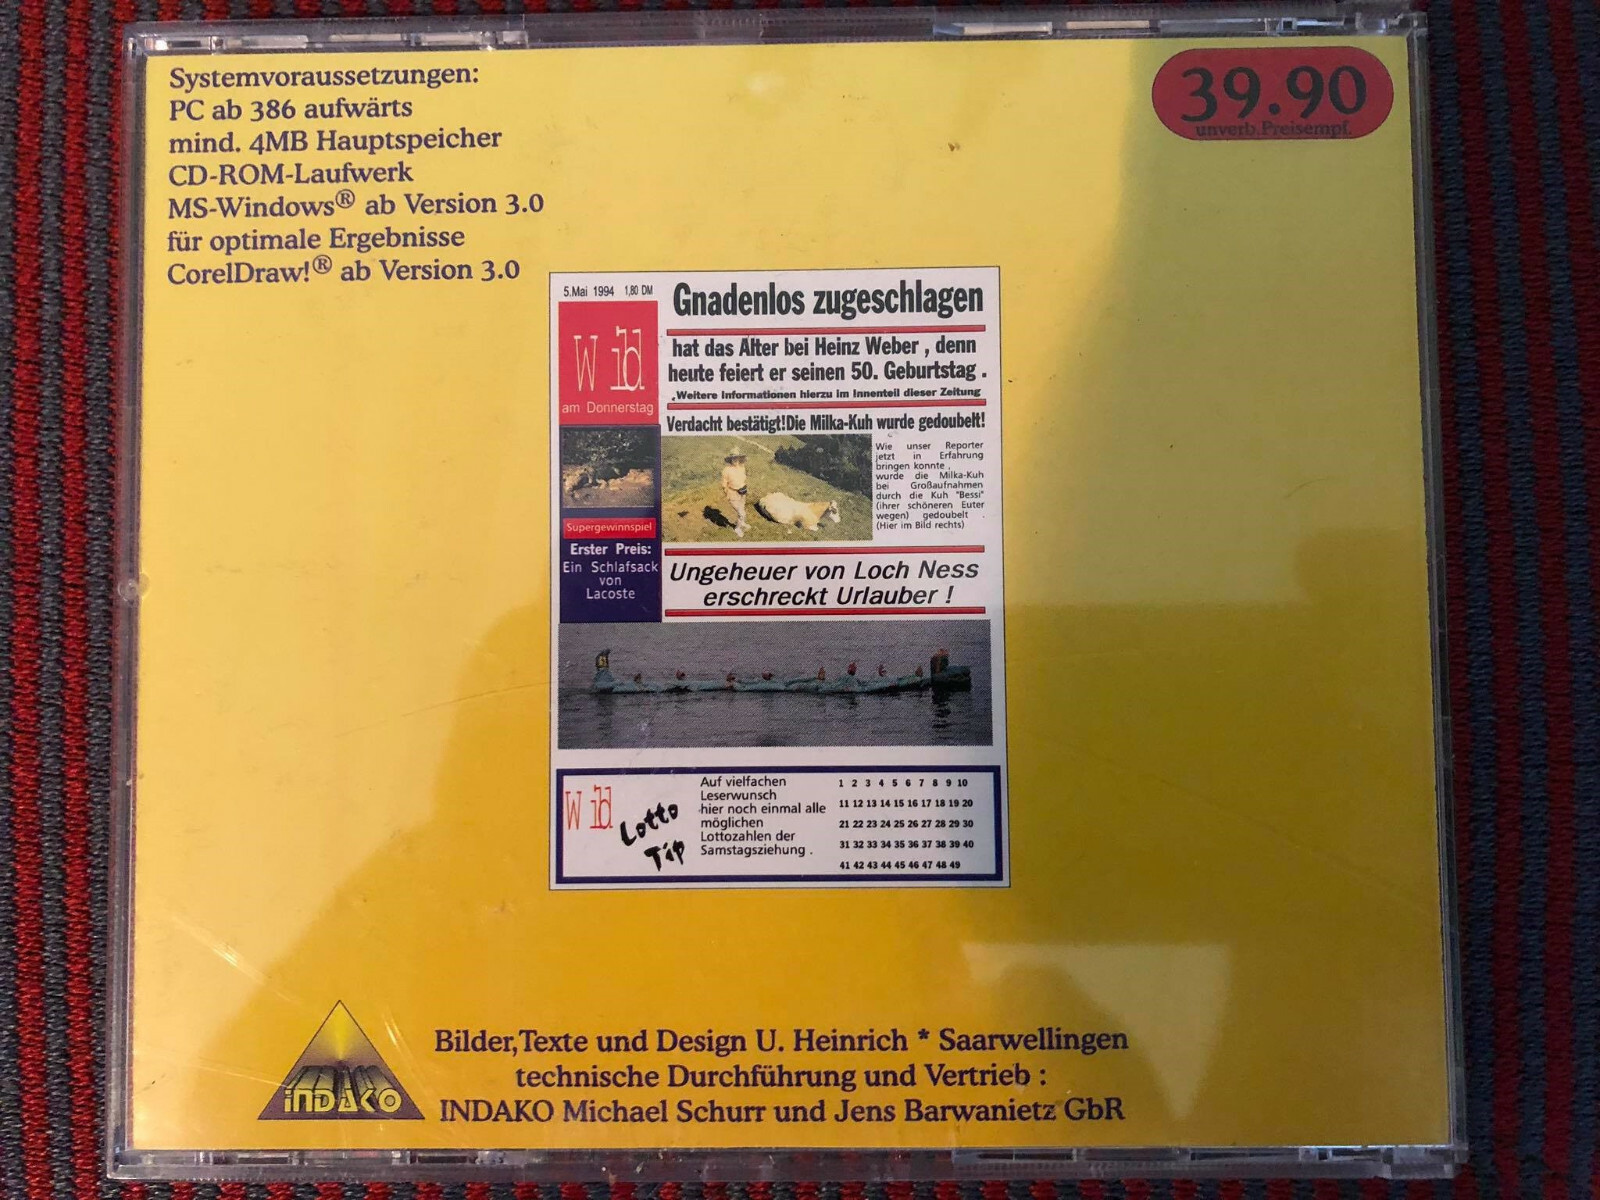 Systemvoraussetzungen:
PC ab 386 aufwärts
mind. 4MB Hauptspeicher
CD-ROM-Laufwerk
MS-Windows® ab Version 3.0
für optimale Ergebnisse
CorelDraw!® ab Version 3.0
39.90
unverb.Preisempf.
5.Mai 1994 1,80 DM
Gnadenlos zugeschlagen
Wild
am Donnerstag
hat das Alter bei Heinz Weber , denn
heute feiert er seinen 50. Geburtstag .
Weitere Informationen hierzu im Innenteil dieser Zeitung
Verdacht bestätigt!Die Milka-Kuh wurde gedoubelt!
Wie unser Reporter
jetzt in Erfahrung
bringen konnte ,
wurde die Milka-Kuh
bei Großaufnahmen
durch die Kuh "Bessi"
(ihrer schöneren Euter
wegen) gedoubelt .
(Hier im Bild rechts)
Supergewinnspiel
Erster Preis:
Ein Schlafsack
von
Lacoste
Ungeheuer von Loch Ness
erschreckt Urlauber !
Wild
Lotto
Tip
Auf vielfachen
Leserwunsch
hier noch einmal alle
möglichen
Lottozahlen der
Samstagsziehung .
1 2 3 4 5 6 7 8 9 10
11 12 13 14 15 16 17 18 19 20
21 22 23 24 25 26 27 28 29 30
31 32 33 34 35 36 37 38 39 40
41 42 43 44 45 46 47 48 49
INDAKO
Bilder,Texte und Design U. Heinrich * Saarwellingen
technische Durchführung und Vertrieb :
INDAKO Michael Schurr und Jens Barwanietz GbR